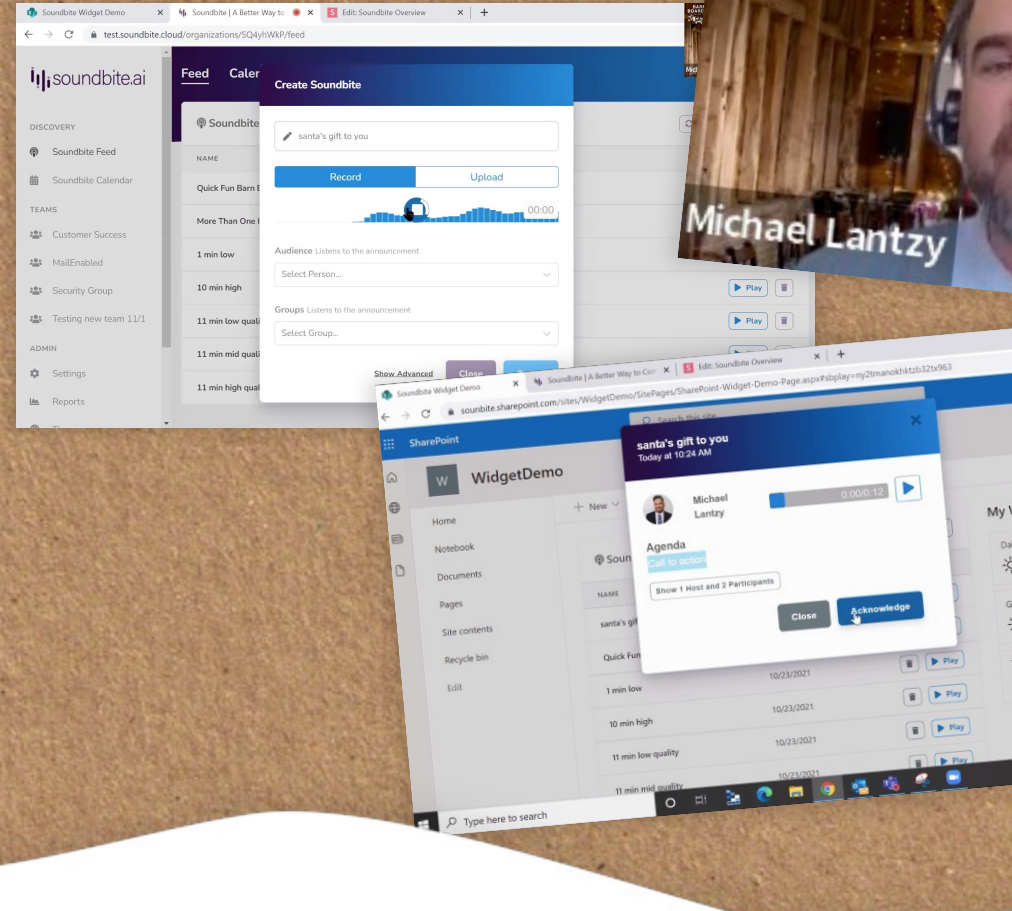 Soundbite Widget Demo
Soundbite | A Better Way to
Edit: Soundbite Overview
test.soundbite.cloud/organizations/SQ4yhWkP/feed
soundbite.ai
DISCOVERY
Soundbite Feed
Soundbite Calendar
TEAMS
Customer Success
MailEnabled
Security Group
Testing new team 11/1
ADMIN
Settings
Reports
Feed Caler
Soundbite
NAME
Quick Fun Barn
More Than One
1 min low
10 min high
11 min low quali
11 min mid quali
11 min high qual
Play
Play
Create Soundbite
santa's gift to you
Record Upload
00:00
Audience Listens to the announcement
Select Person...
Groups Listens to the announcement
Select Group...
Show Advanced Close
Michael Lantzy
Soundbite Widget Demo
Soundbite | A Better Way to Con
Edit: Soundbite Overview
sounbite.sharepoint.com/sites/WidgetDemo/SitePages/SharePoint-Widget-Demo-Page.aspx#sbplay=ny2tmanokhktzb32tx963
SharePoint
Search this site
W WidgetDemo
Home
Notebook
Documents
Pages
Site contents
Recycle bin
Edit
New
Soun
NAME
santa's gif
Quick Fun
1 min low
10 min high
11 min low quality
11 min mid quality
10/23/2021
10/23/2021
10/23/2021
10/23/2021
Play
Play
Play
Play
santa's gift to you
Today at 10:24 AM
Michael
Lantzy
0:00/0:12
Agenda
Call to action
Show 1 Host and 2 Participants
Close Acknowledge
My
Type here to search